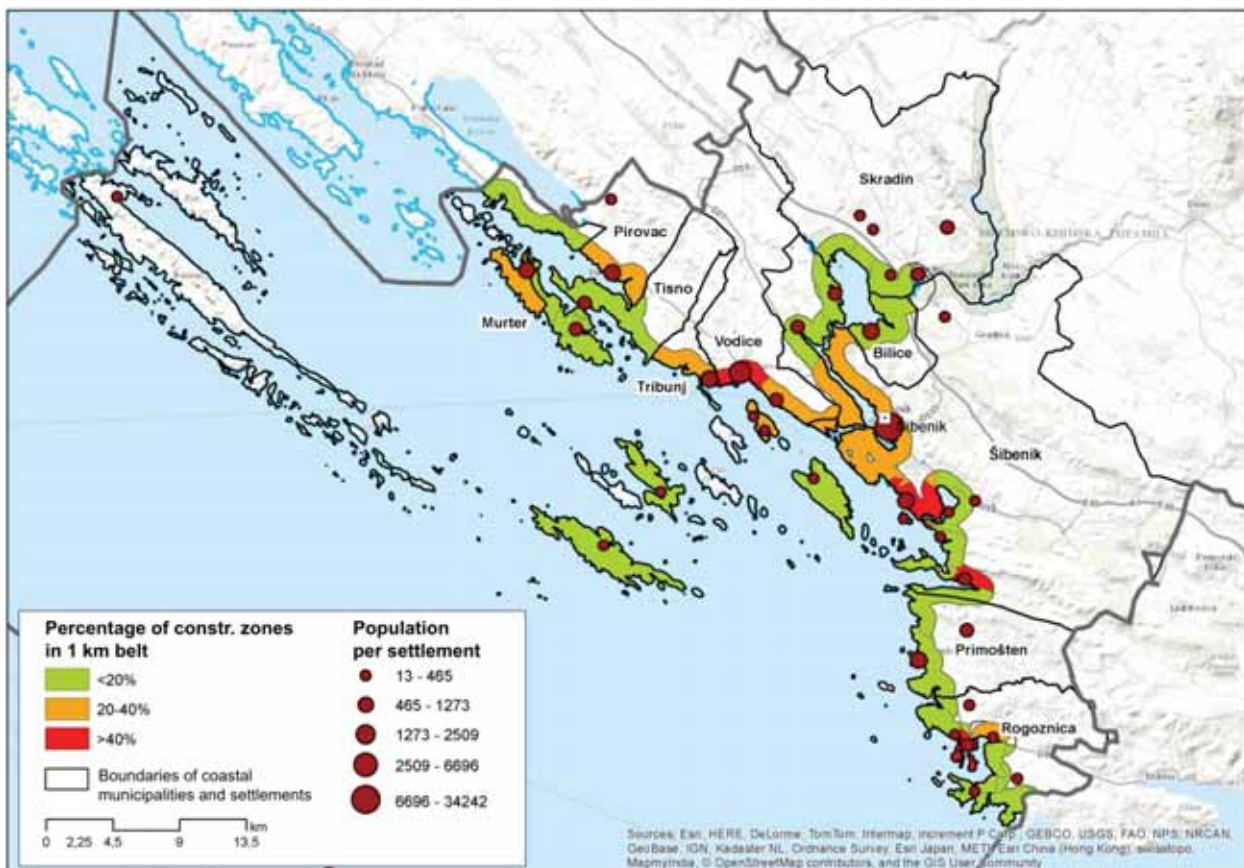 Skradin
Pirovac
Tisno
Murter
Vodice
Bilice
Tribunj
Šibenik
Šibenik
Primošten
Rogoznica
Percentage of constr. zones
in 1 km belt
<20%
20-40%
>40%
Boundaries of coastal
municipalities and settlements
km
0 2,25 4,5 9 13,5
Population
per settlement
13 - 465
465 - 1273
1273 - 2509
2509 - 6696
6696 - 34242
Sources: Esri, HERE, DeLorme, TomTom, Intermap, increment P Corp., GEBCO, USGS, FAO, NPS, NRCAN,
GeoBase, IGN, Kadaster NL, Ordnance Survey, Esri Japan, METI, Esri China (Hong Kong), swisstopo,
MapmyIndia, © OpenStreetMap contributors, and the GIS User Community